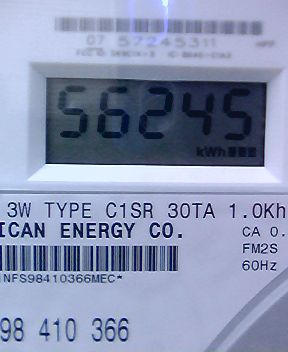 07 57245311
56245
kWh
3W TYPE C1SR 30TA 1.0Kh
ICAN ENERGY CO. CA 0.
FM2S
60Hz
INFS98410366MEC*
98 410 366